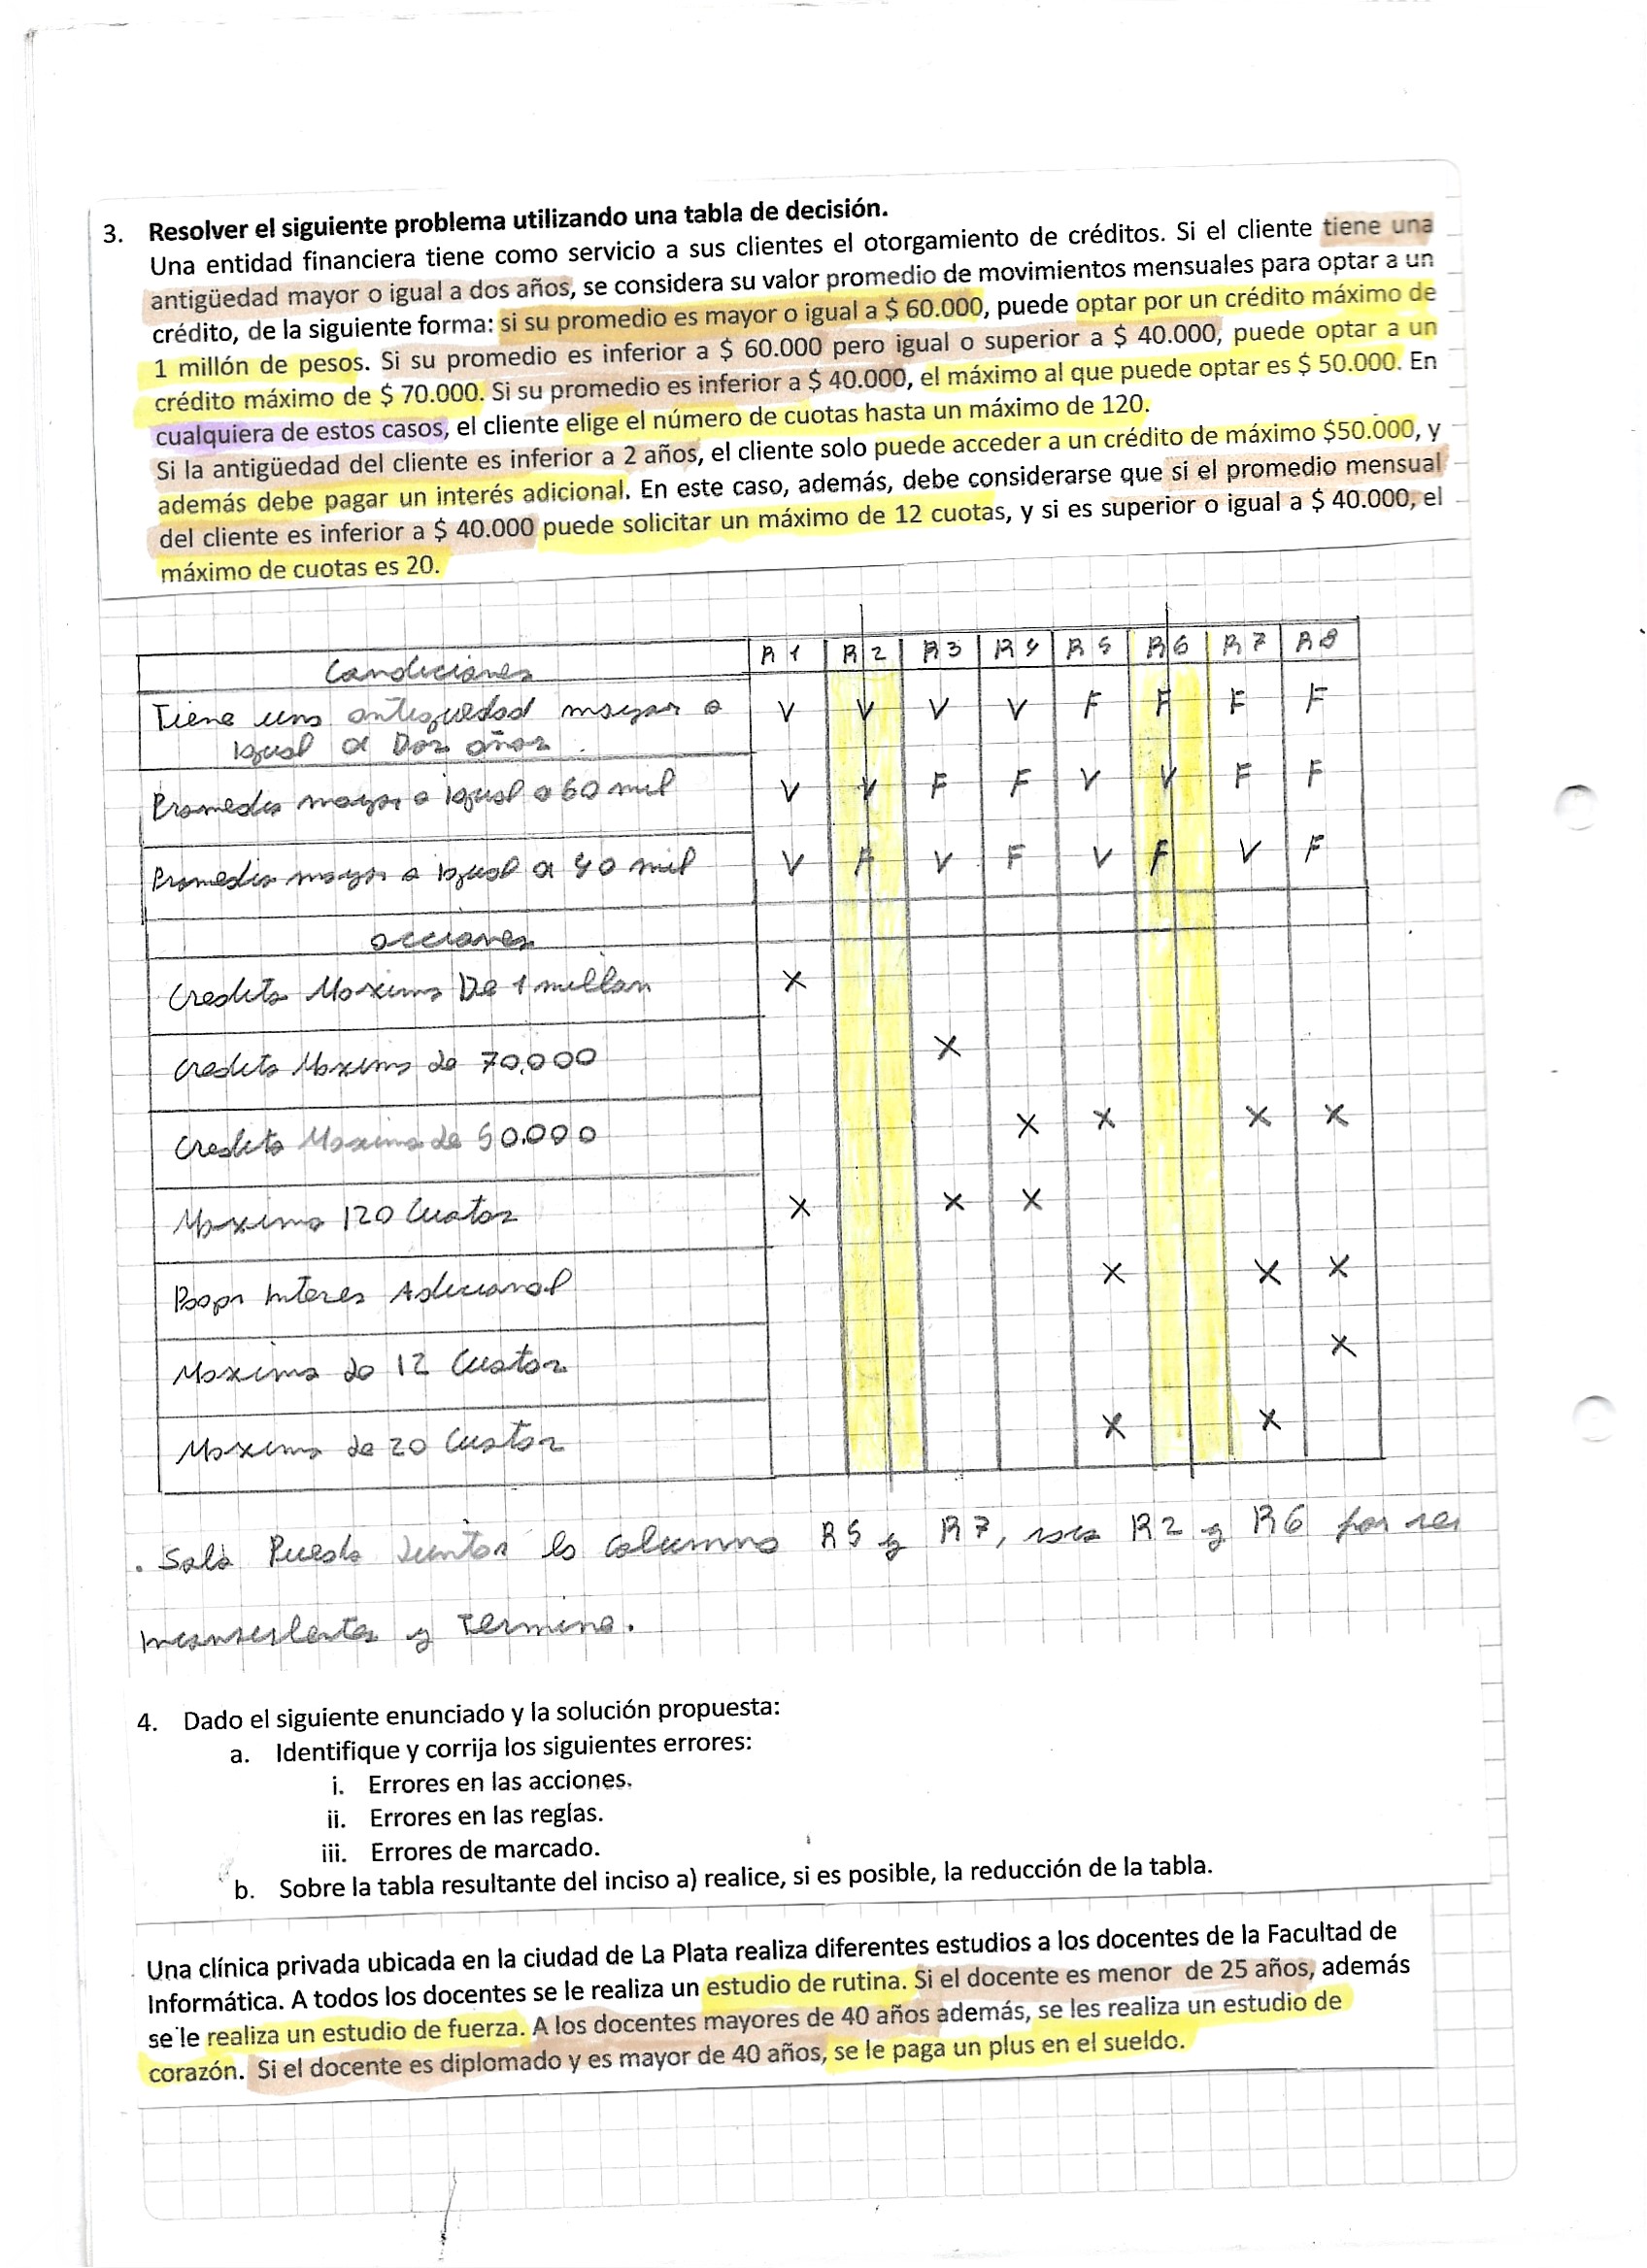 3. Resolver el siguiente problema utilizando una tabla de decisión.
Una entidad financiera tiene como servicio a sus clientes el otorgamiento de créditos. Si el cliente tiene una
antigüedad mayor o igual a dos años, se considera su valor promedio de movimientos mensuales para optar a un
crédito, de la siguiente forma: si su promedio es mayor o igual a $ 60.000, puede optar por un crédito máximo de
1 millón de pesos. Si su promedio es inferior a $ 60.000 pero igual o superior a $ 40.000, puede optar a un
crédito máximo de $ 70.000. Si su promedio es inferior a $ 40.000, el máximo al que puede optar es $ 50.000. En
cualquiera de estos casos, el cliente elige el número de cuotas hasta un máximo de 120.
Si la antigüedad del cliente es inferior a 2 años, el cliente solo puede acceder a un crédito de máximo $50.000, y
además debe pagar un interés adicional. En este caso, además, debe considerarse que si el promedio mensual
del cliente es inferior a $ 40.000 puede solicitar un máximo de 12 cuotas, y si es superior o igual a $ 40.000, el
máximo de cuotas es 20.
Condiciones R1 R2 R3 R4 R5 R6 R7 R8
Tiene una antiguedad mayor o V V V V F F F F
igual a Dos años
Promedio mayor o igual a 60 mil V V F F V V F F
Promedio mayor o igual a 40 mil V F V F V F V F
acciones
Credito Maximo De 1 millon X
Credito Maximo de 70.000 X
Credito Maximo de 50.000 X X X X
Maximo 120 Cuotas X X X
Pagar Interes Adicional X X X
Maximo de 12 Cuotas X
Maximo de 20 Cuotas X X
. Solo Puedo Juntar la columna R5 y R7, R2 y R6 por ser
inconsistentes y Termina.
4. Dado el siguiente enunciado y la solución propuesta:
a. Identifique y corrija los siguientes errores:
i. Errores en las acciones.
ii. Errores en las reglas.
iii. Errores de marcado.
b. Sobre la tabla resultante del inciso a) realice, si es posible, la reducción de la tabla.
Una clínica privada ubicada en la ciudad de La Plata realiza diferentes estudios a los docentes de la Facultad de
Informática. A todos los docentes se le realiza un estudio de rutina. Si el docente es menor de 25 años, además
se le realiza un estudio de fuerza. A los docentes mayores de 40 años además, se les realiza un estudio de
corazón. Si el docente es diplomado y es mayor de 40 años, se le paga un plus en el sueldo.